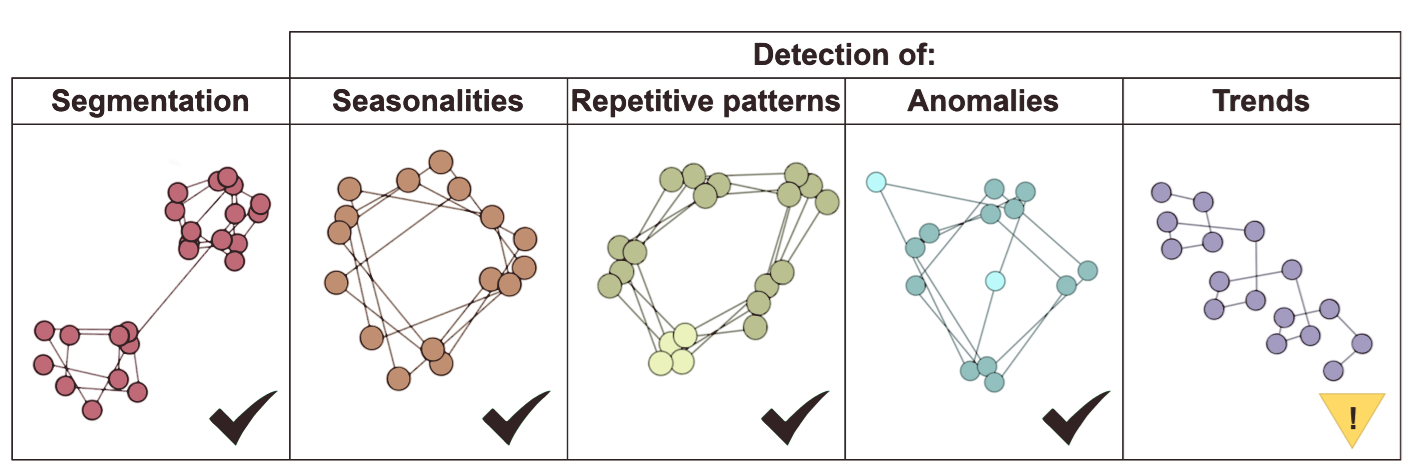 Detection of:
Segmentation
Seasonalities
Repetitive patterns
Anomalies
Trends
!